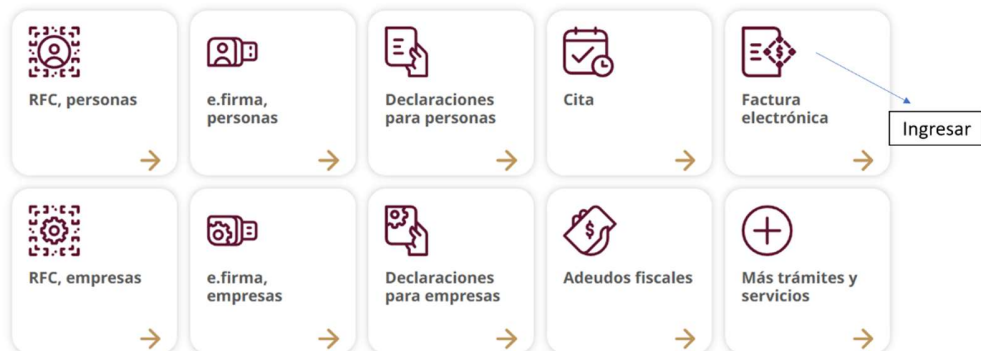 RFC, personas
e.firma,
personas
Declaraciones
para personas
Cita
Factura
electrónica
Ingresar
RFC, empresas
e.firma,
empresas
Declaraciones
para empresas
Adeudos fiscales
Más trámites y
servicios